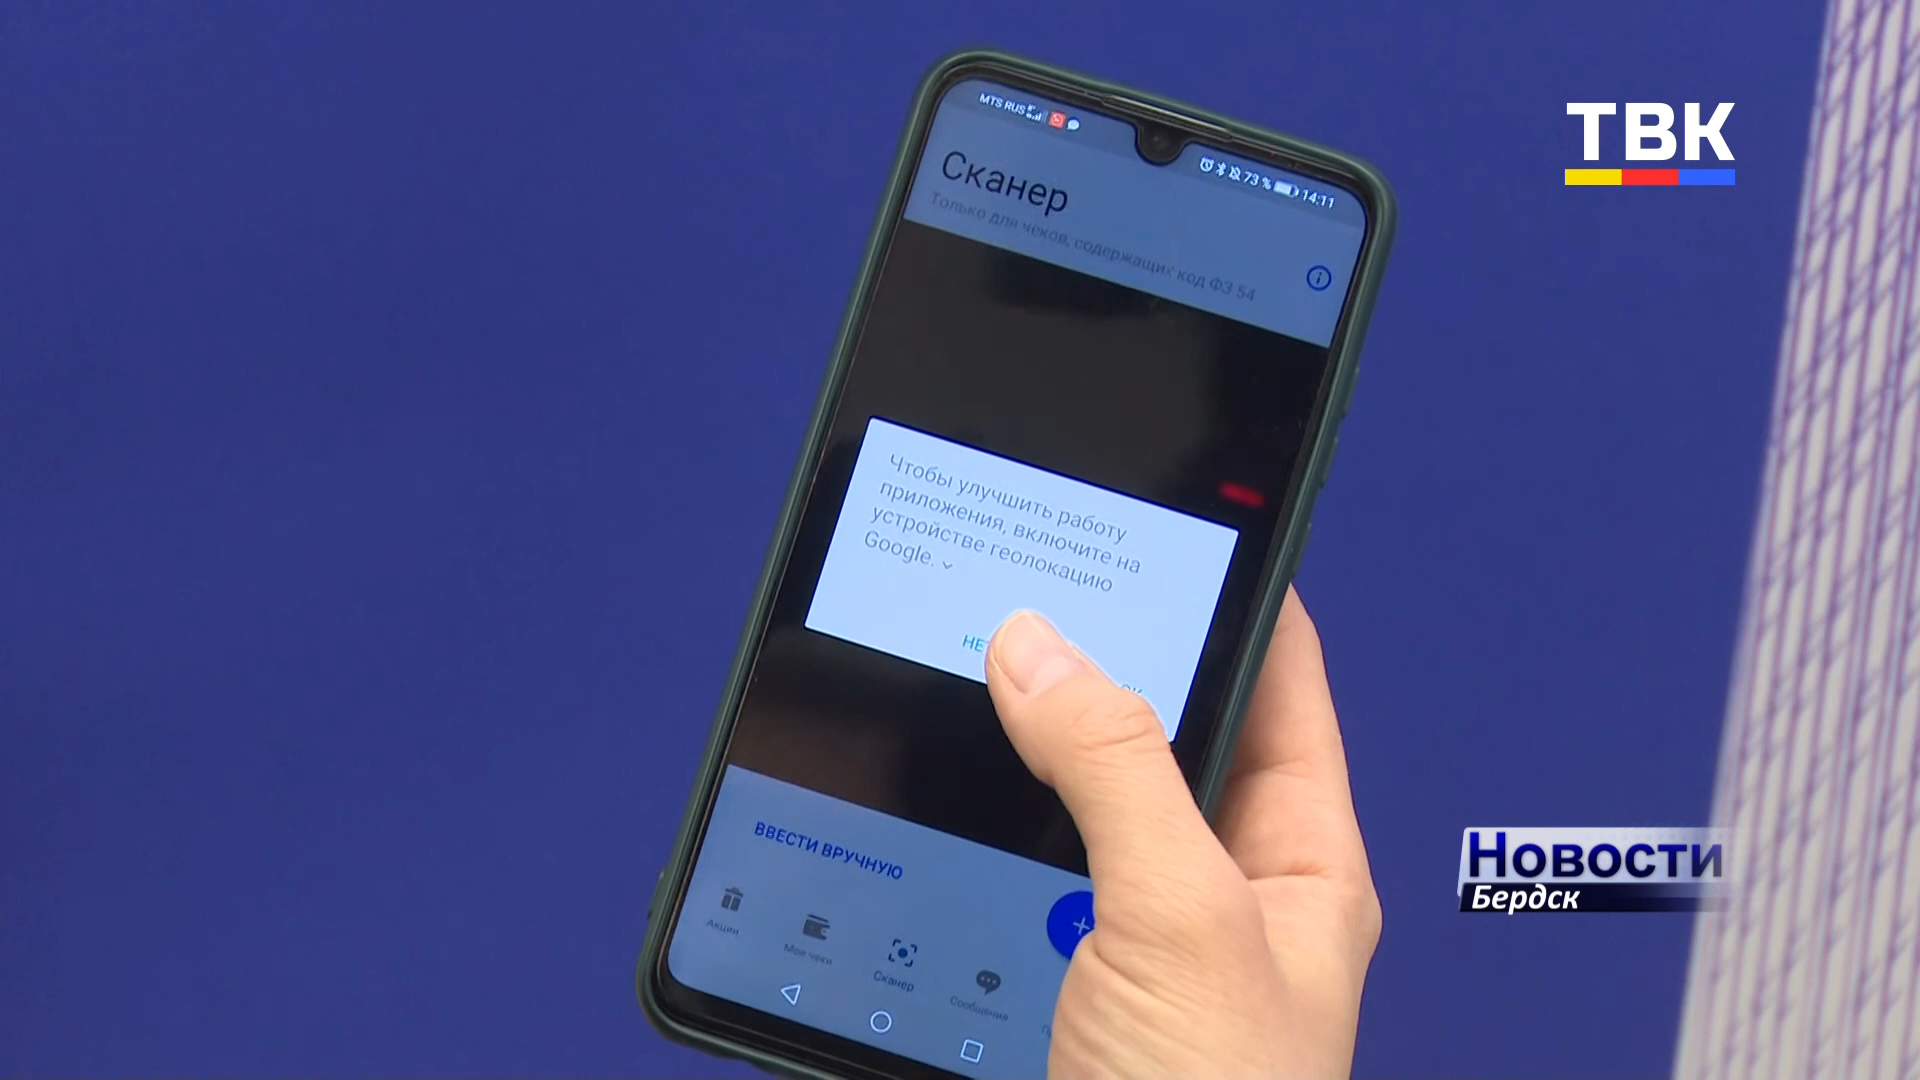 MTS RUS
73 %
14:11
ТВК
Сканер
Только для чеков, содержащих код ФЗ 54
Чтобы улучшить работу
приложения, включите на
устройстве геолокацию
Google.
ОК
ВВЕСТИ ВРУЧНУЮ
Акции
Мои чеки
Сканер
Сообщения
Новости
Бердск